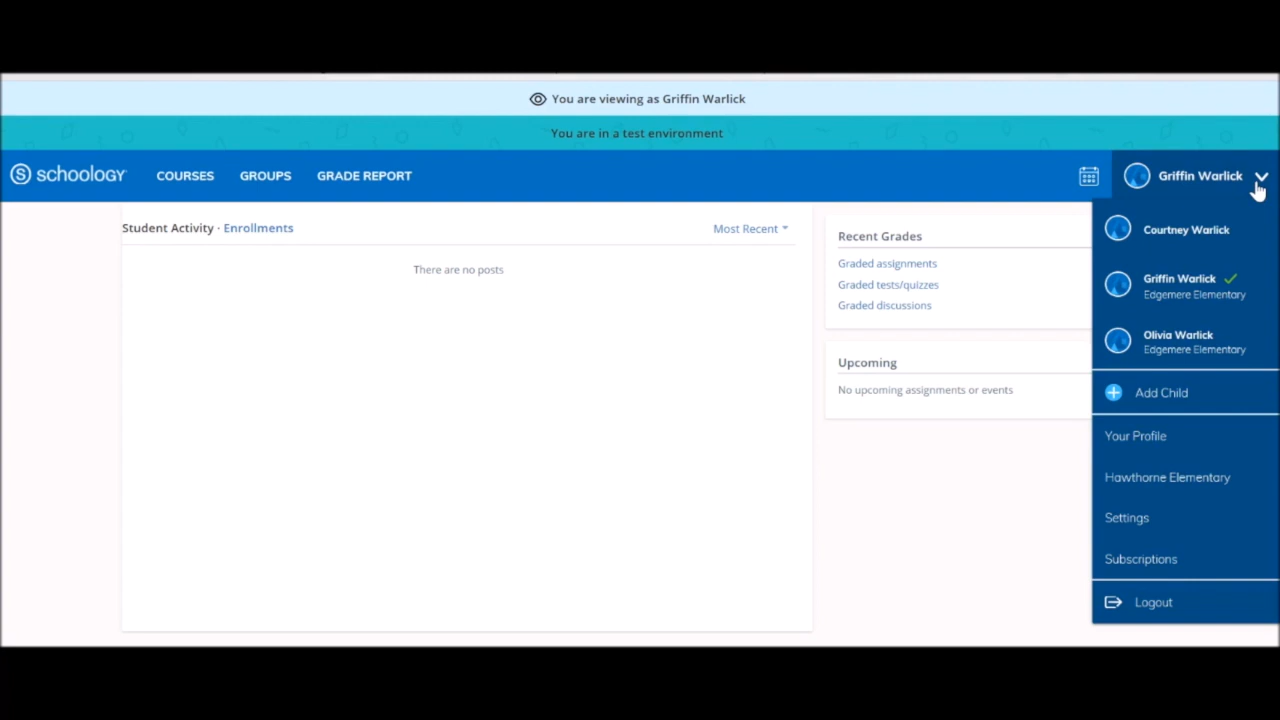 You are viewing as Griffin Warlick
You are in a test environment
schoology COURSES GROUPS GRADE REPORT Griffin Warlick
Student Activity · Enrollments Most Recent
There are no posts
Recent Grades
Graded assignments
Graded tests/quizzes
Graded discussions
Upcoming
No upcoming assignments or events
Courtney Warlick
Griffin Warlick
Edgemere Elementary
Olivia Warlick
Edgemere Elementary
Add Child
Your Profile
Hawthorne Elementary
Settings
Subscriptions
Logout